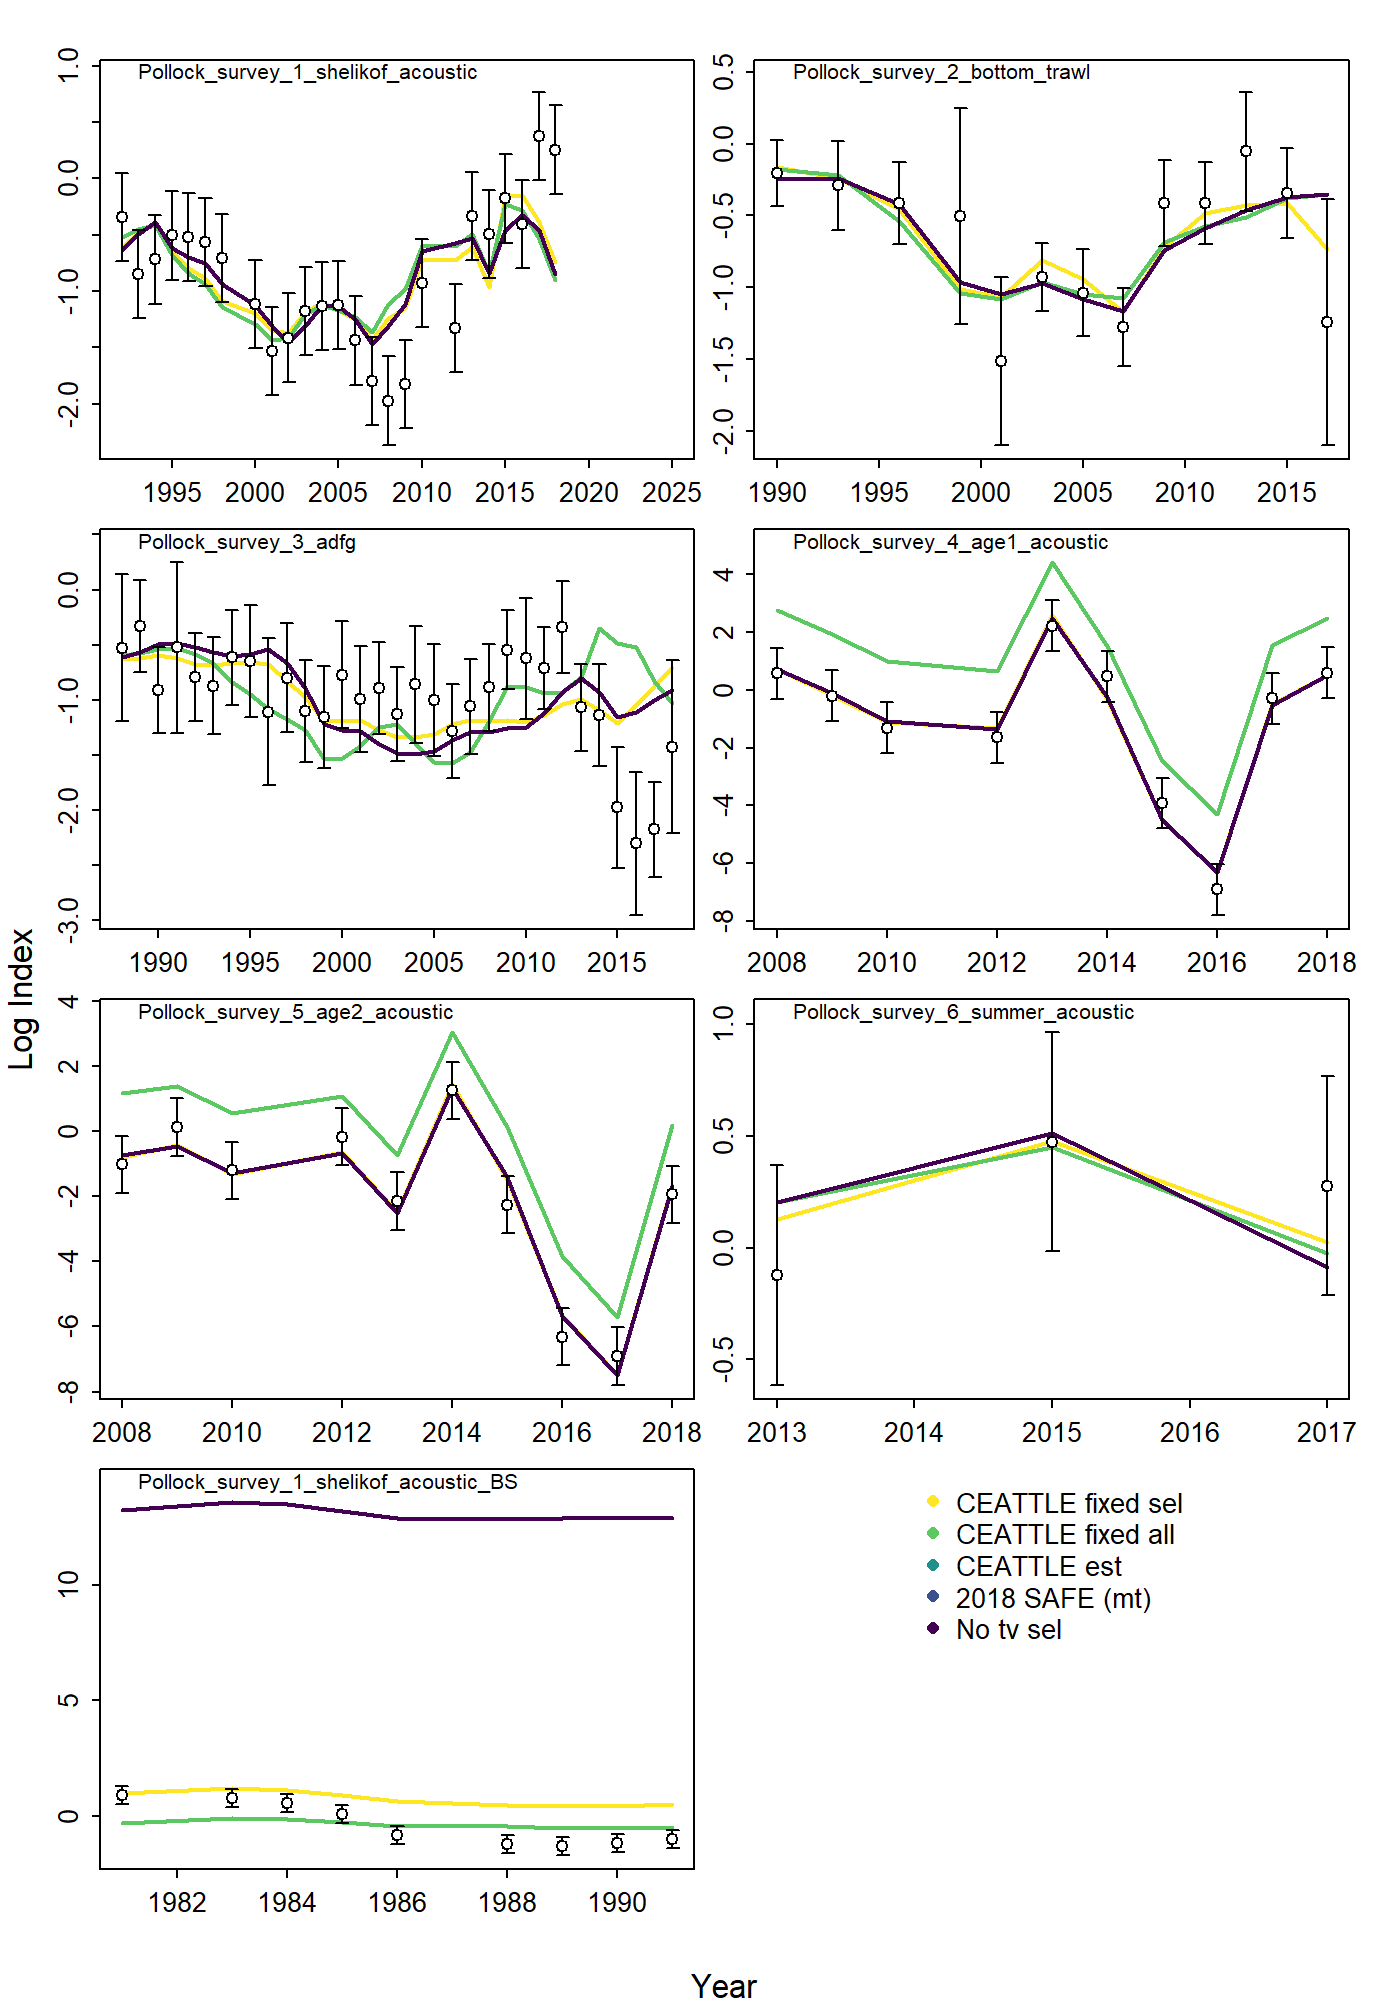 Pollock_survey_1_shelikof_acoustic
1.0
0.0
-1.0
-2.0
1995 2000 2005 2010 2015 2020 2025
Pollock_survey_2_bottom_trawl
0.5
0.0
-0.5
-1.0
-1.5
-2.0
1990 1995 2000 2005 2010 2015
Pollock_survey_3_adfg
0.0
-1.0
-2.0
-3.0
1990 1995 2000 2005 2010 2015
Pollock_survey_4_age1_acoustic
4
2
0
-2
-4
-6
-8
2008 2010 2012 2014 2016 2018
Log Index
Pollock_survey_5_age2_acoustic
4
2
0
-2
-4
-6
-8
2008 2010 2012 2014 2016 2018
Pollock_survey_6_summer_acoustic
1.0
0.5
0.0
-0.5
2013 2014 2015 2016 2017
Pollock_survey_1_shelikof_acoustic_BS
10
5
0
1982 1984 1986 1988 1990
CEATTLE fixed sel
CEATTLE fixed all
CEATTLE est
2018 SAFE (mt)
No tv sel
Year